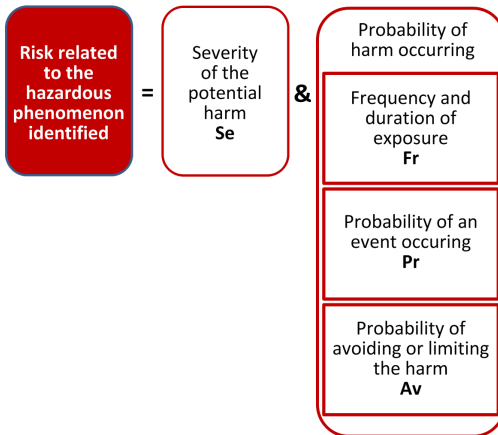 Risk related
to the
hazardous
phenomenon
identified
=
Severity
of the
potential
harm
Se
&
Probability of
harm occurring
Frequency and
duration of
exposure
Fr
Probability of an
event occuring
Pr
Probability of
avoiding or limiting
the harm
Av